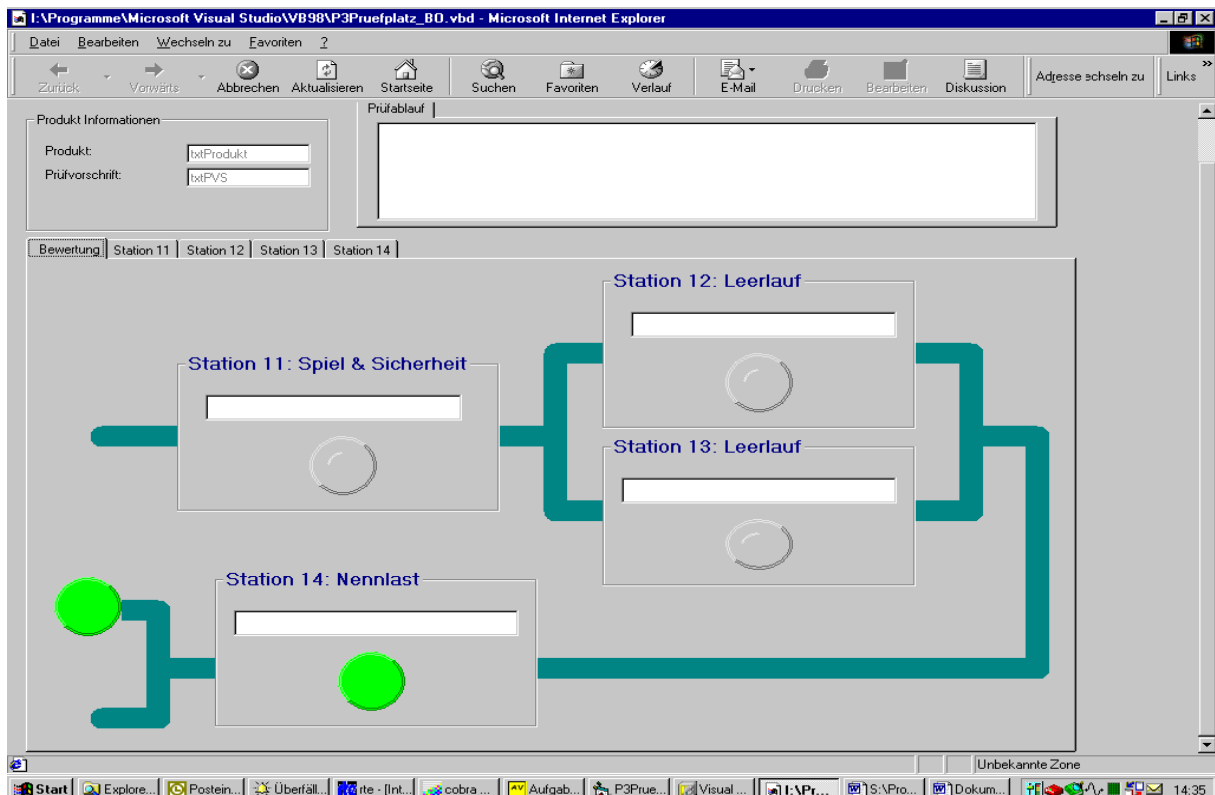 I:\Programme\Microsoft Visual Studio\VB98\P3Pruefplatz_BO.vbd - Microsoft Internet Explorer
Datei Bearbeiten Wechseln zu Favoriten ?
Zurück Vorwärts Abbrechen Aktualisieren Startseite Suchen Favoriten Verlauf E-Mail Drucken Bearbeiten Diskussion Adresse echseln zu Links »
Produkt Informationen
Produkt: txtProdukt
Prüfvorschrift: txtPVS
Prüfablauf
Bewertung Station 11 Station 12 Station 13 Station 14
Station 12: Leerlauf
Station 11: Spiel & Sicherheit
Station 13: Leerlauf
Station 14: Nennlast
Unbekannte Zone
Start Explore... Postein... Überfäll... rte - [Int... cobra ... Aufgab... P3Prue... Visual ... I:\Pr... S:\Pro... Dokum... 14:35